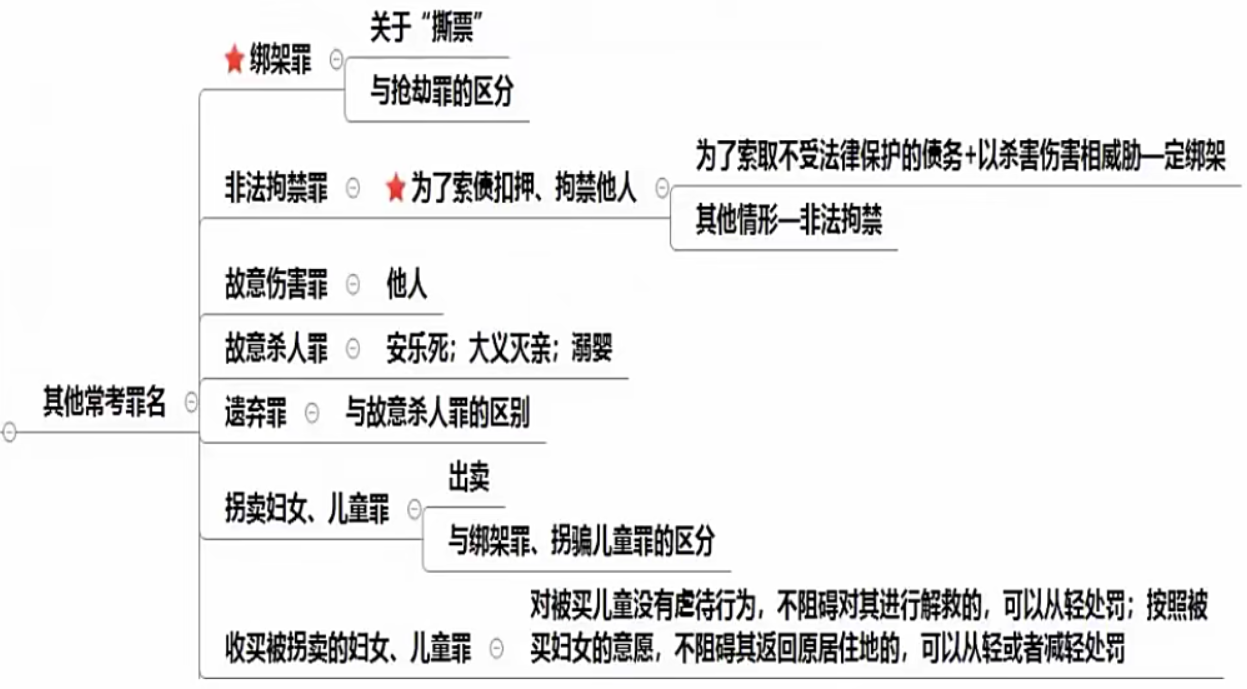 关于“撕票”
绑架罪
与抢劫罪的区分
为了索取不受法律保护的债务+以杀害伤害相威胁—定绑架
非法拘禁罪
为了索债扣押、拘禁他人
其他情形—非法拘禁
故意伤害罪
他人
故意杀人罪
安乐死；大义灭亲；溺婴
其他常考罪名
遗弃罪
与故意杀人罪的区别
出卖
拐卖妇女、儿童罪
与绑架罪、拐骗儿童罪的区分
对被买儿童没有虐待行为，不阻碍对其进行解救的，可以从轻处罚；按照被
收买被拐卖的妇女、儿童罪
买妇女的意愿，不阻碍其返回原居住地的，可以从轻或者减轻处罚